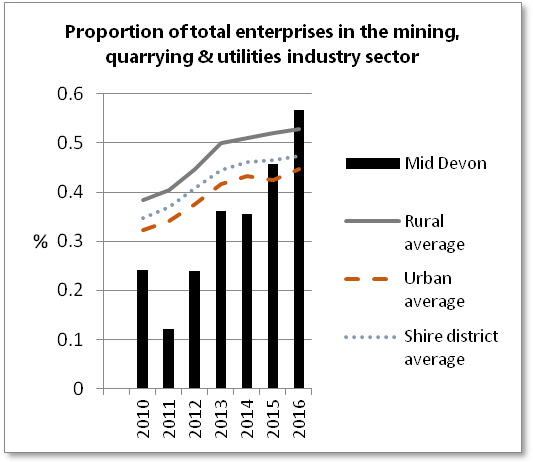 Proportion of total enterprises in the mining,
quarrying & utilities industry sector
0.6
0.5
0.4
0.3
0.2
0.1
0
%
2010
2011
2012
2013
2014
2015
2016
Mid Devon
Rural
average
Urban
average
Shire district
average